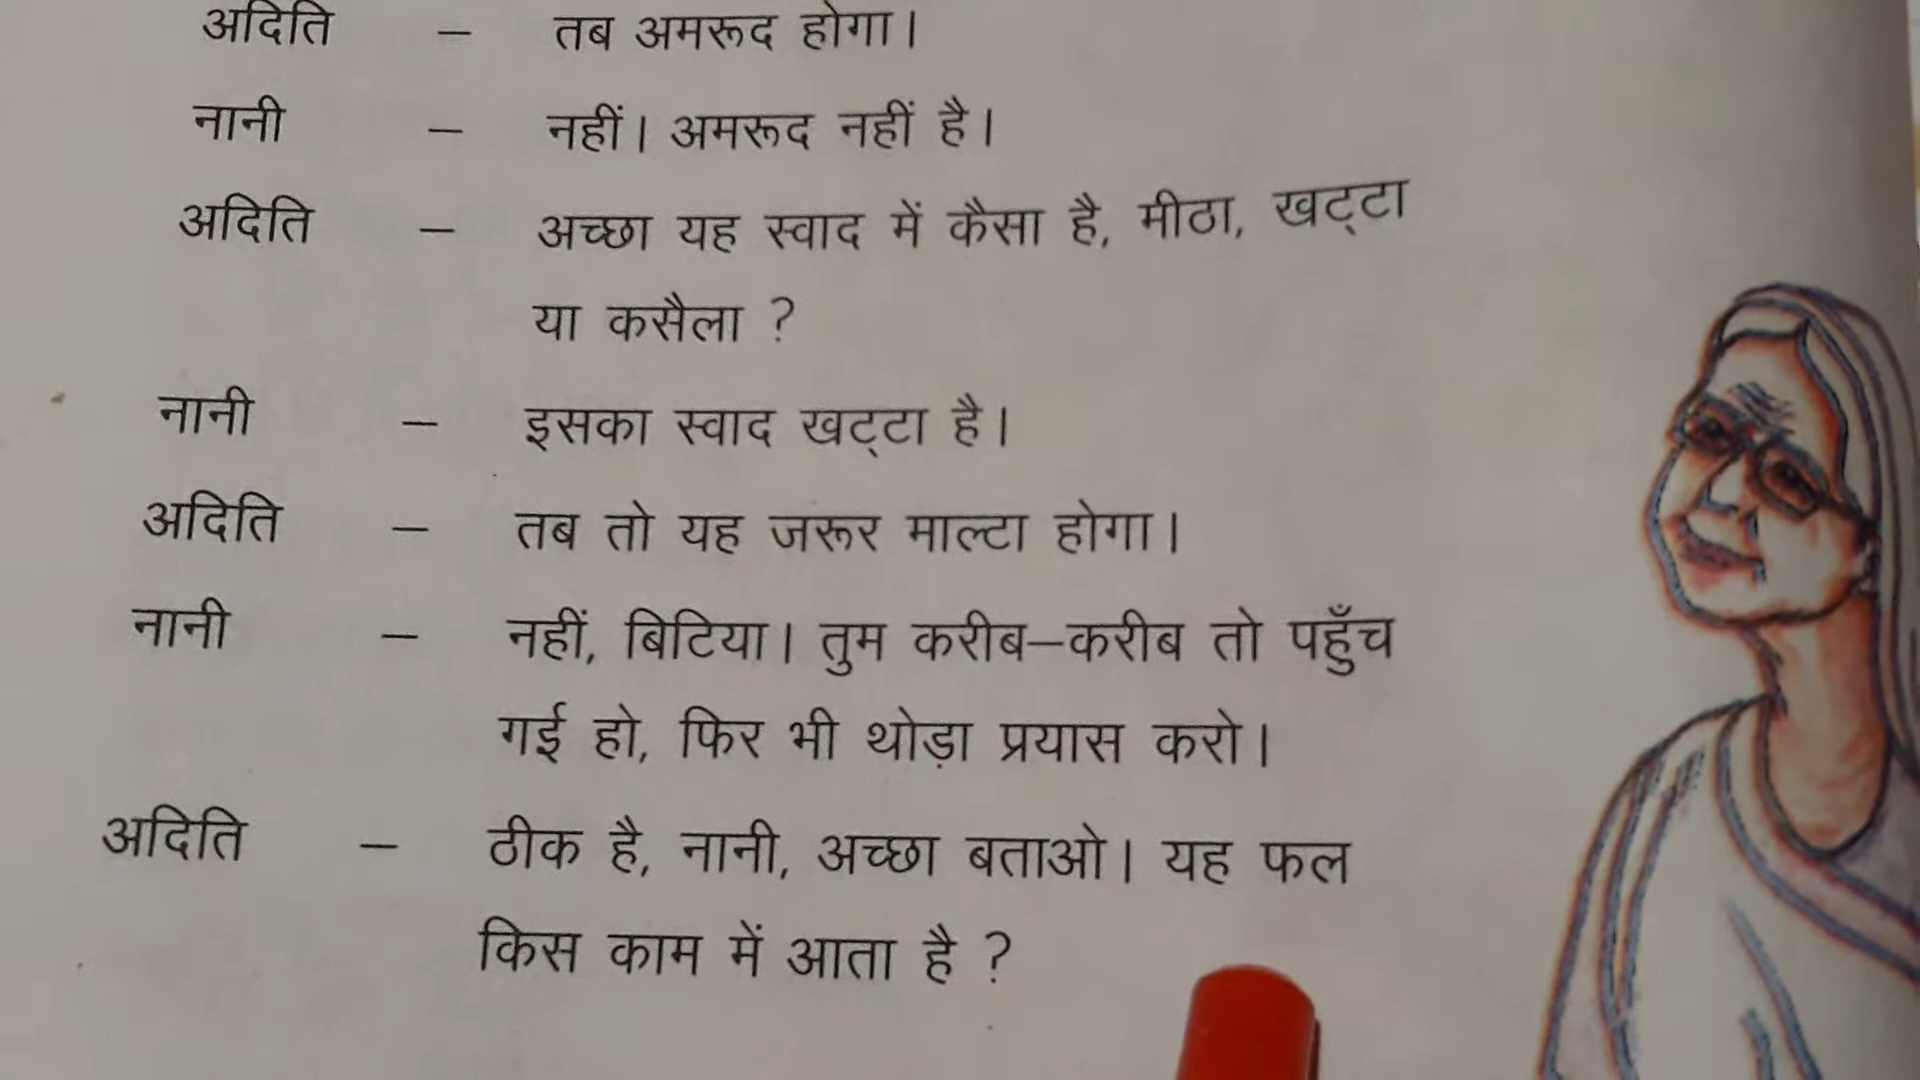 अदिति – तब अमरूद होगा।
नानी – नहीं। अमरूद नहीं है।
अदिति – अच्छा यह स्वाद में कैसा है, मीठा, खट्‌टा
या कसैला ?
नानी – इसका स्वाद खट्‌टा है।
अदिति – तब तो यह जरूर माल्टा होगा।
नानी – नहीं, बिटिया। तुम करीब–करीब तो पहुँच
गई हो, फिर भी थोड़ा प्रयास करो।
अदिति – ठीक है, नानी, अच्छा बताओ। यह फल
किस काम में आता है ?